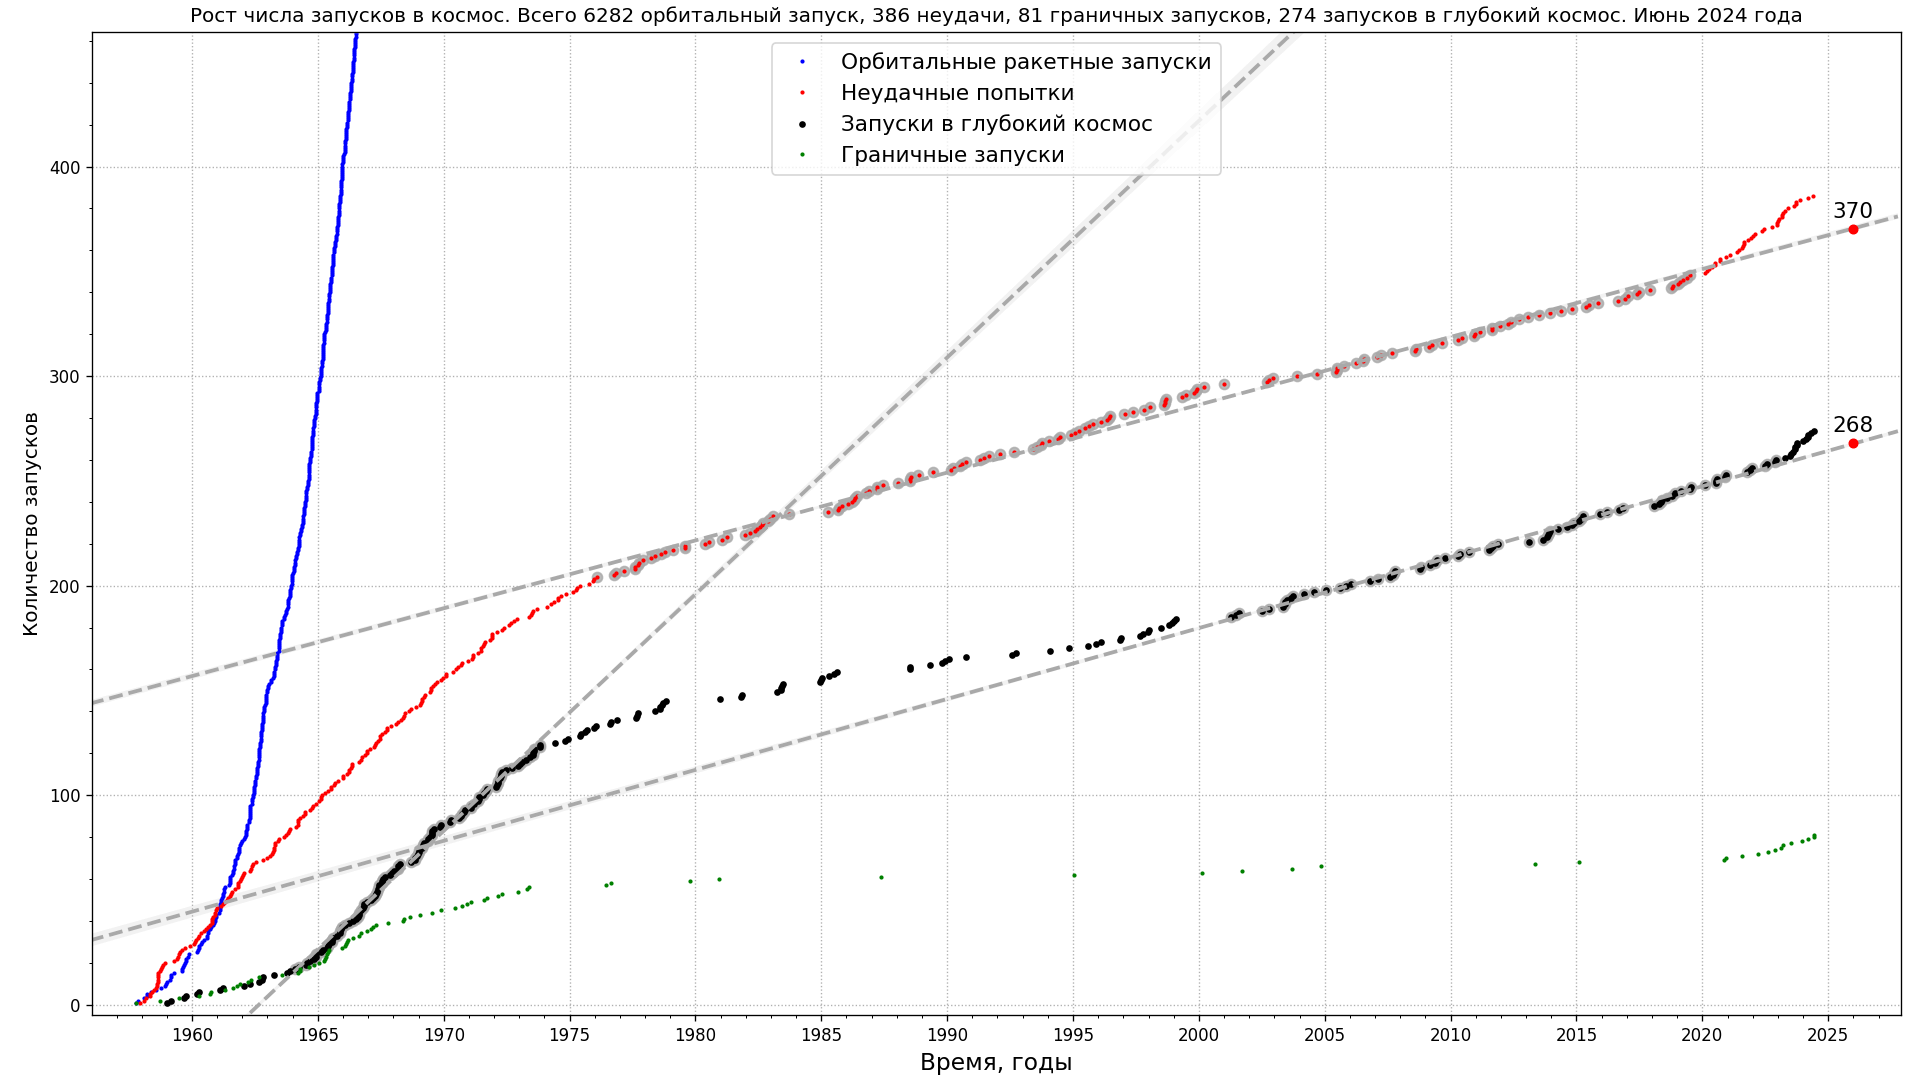 Рост числа запусков в космос. Всего 6282 орбитальный запуск, 386 неудачи, 81 граничных запусков, 274 запусков в глубокий космос. Июнь 2024 года
Орбитальные ракетные запуски
Неудачные попытки
Запуски в глубокий космос
Граничные запуски
Количество запусков
400
300
200
100
0
370
268
1960 1965 1970 1975 1980 1985 1990 1995 2000 2005 2010 2015 2020 2025
Время, годы